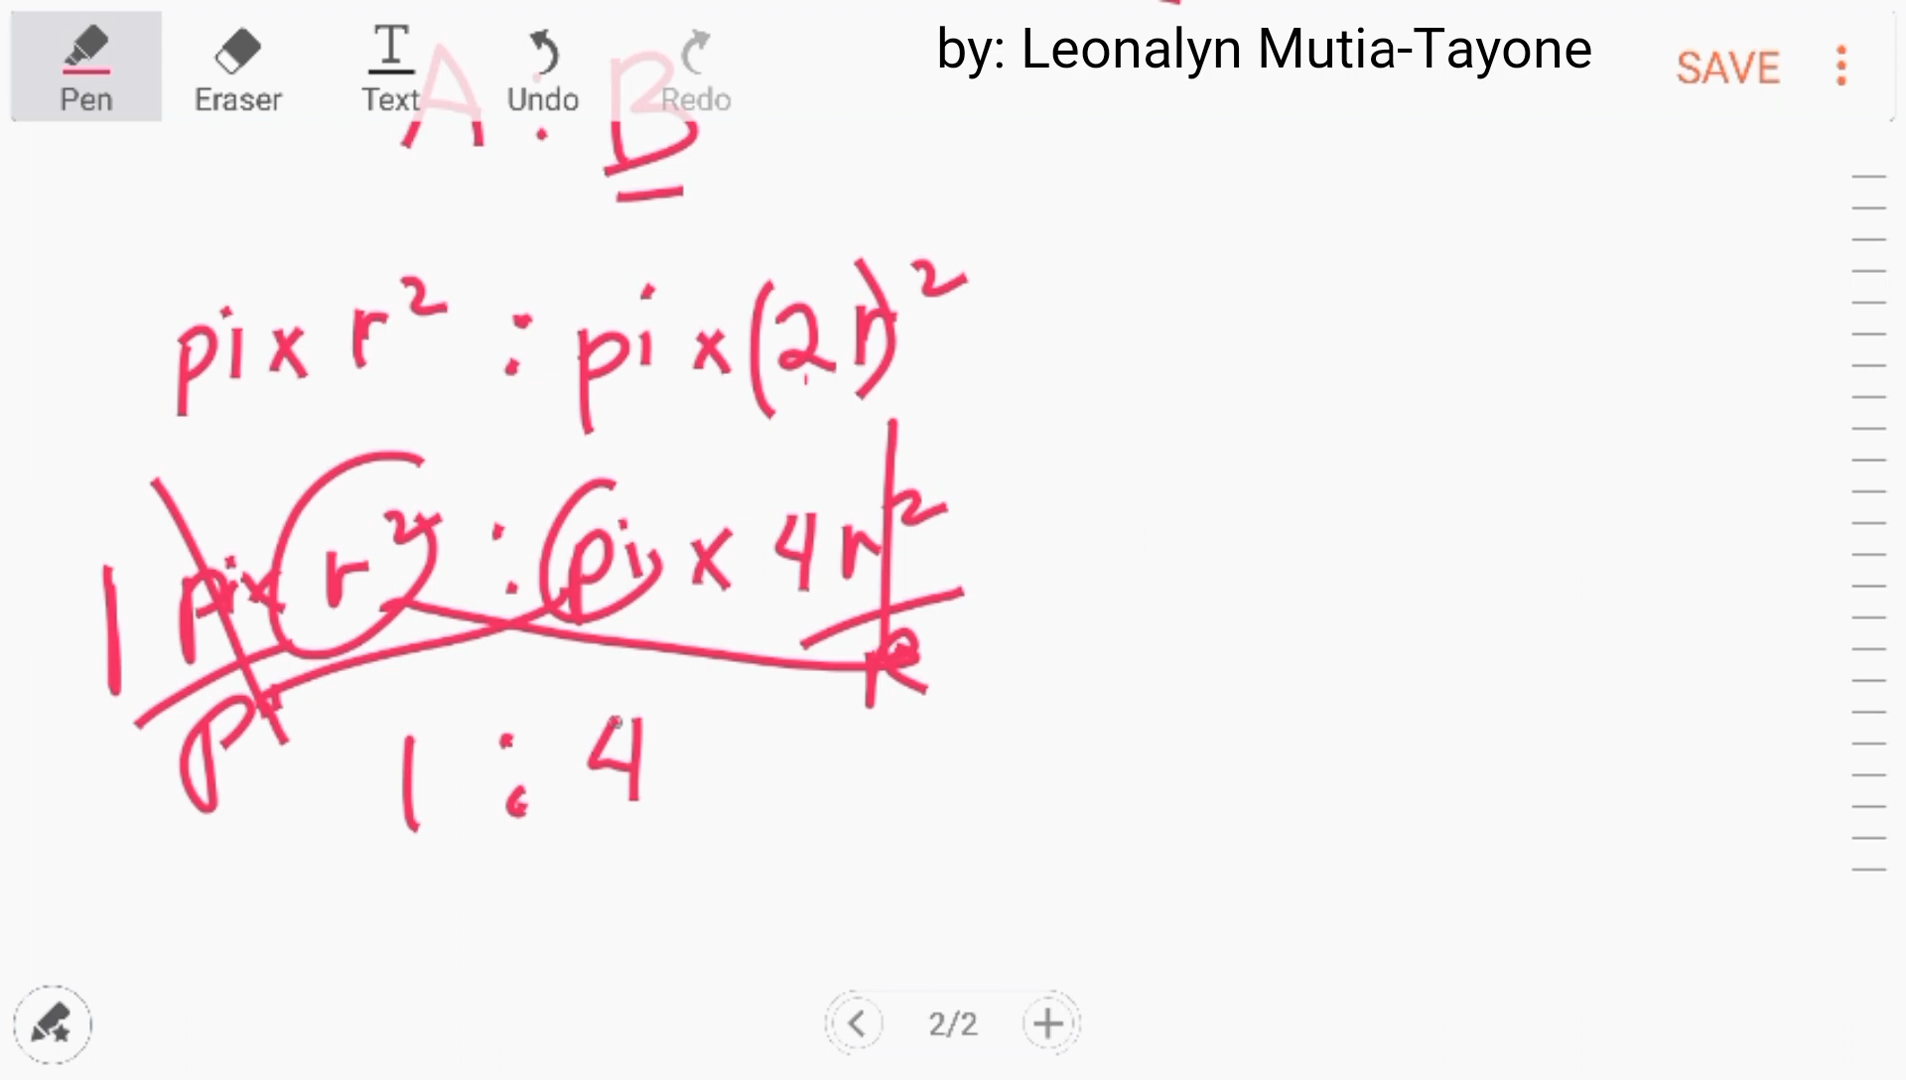 by: Leonalyn Mutia-Tayone
Pen Eraser Text Undo Redo SAVE
A : B
pi x r² : pi x (2r)²
1 pi x r² : pi x 4r²
pi
1 : 4
2/2